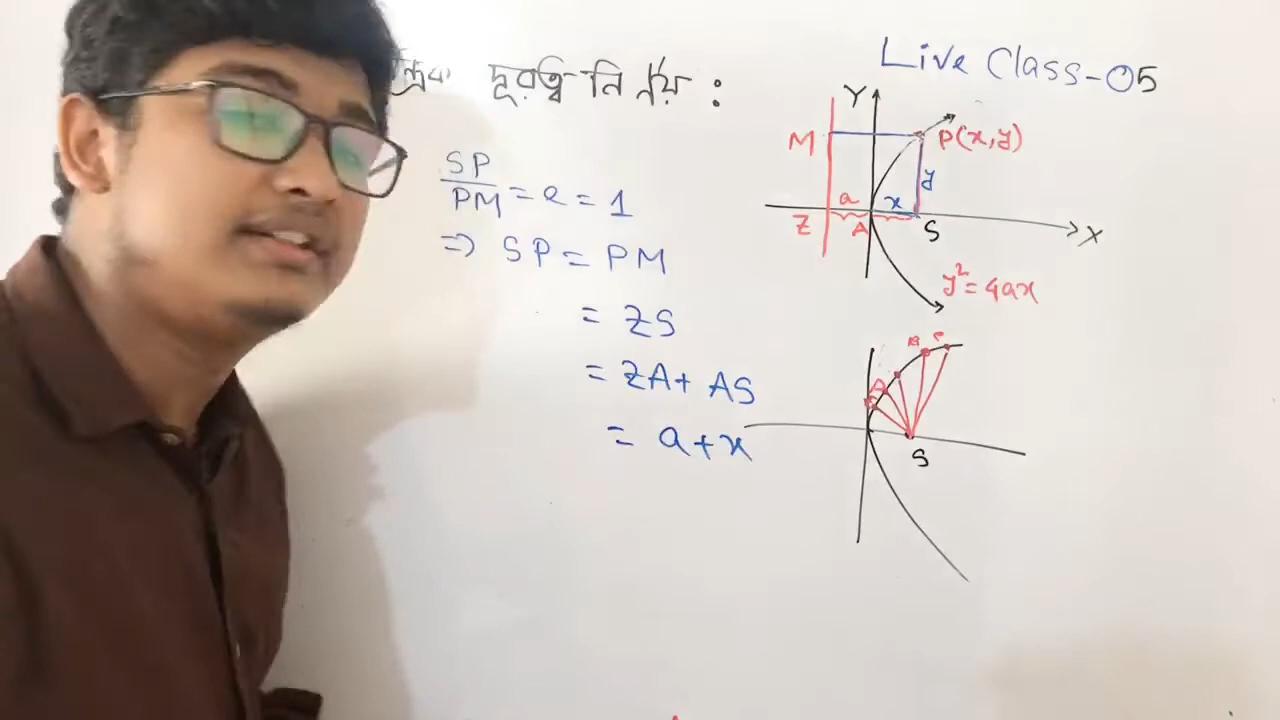 দূরত্ব নির্ণয় :
Live Class-05
SP/PM = e = 1
⇒ SP = PM
= ZS
= ZA + AS
= a + x
Y
M
P(x, y)
y
a
x
Z
A
S
X
y² = 4ax
A
B
C
S